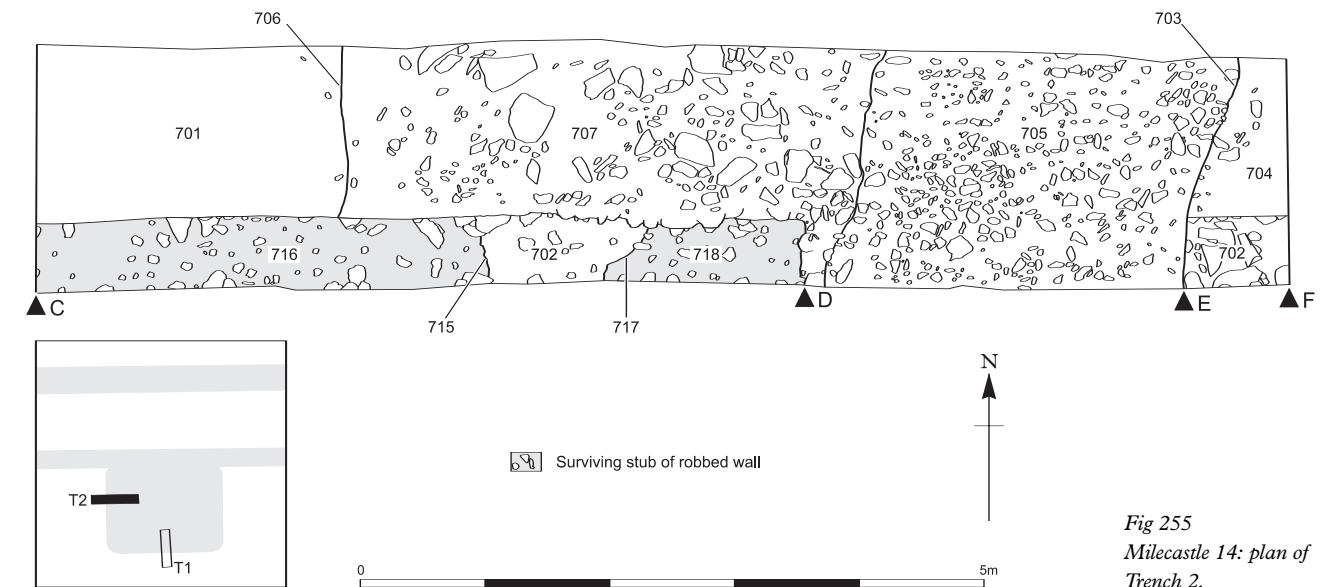 706
703
701
707
705
704
716
702
718
702
C
D
E
F
715
717
N
T2
T1
Surviving stub of robbed wall
0
5m
Fig 255
Milecastle 14: plan of
Trench 2.